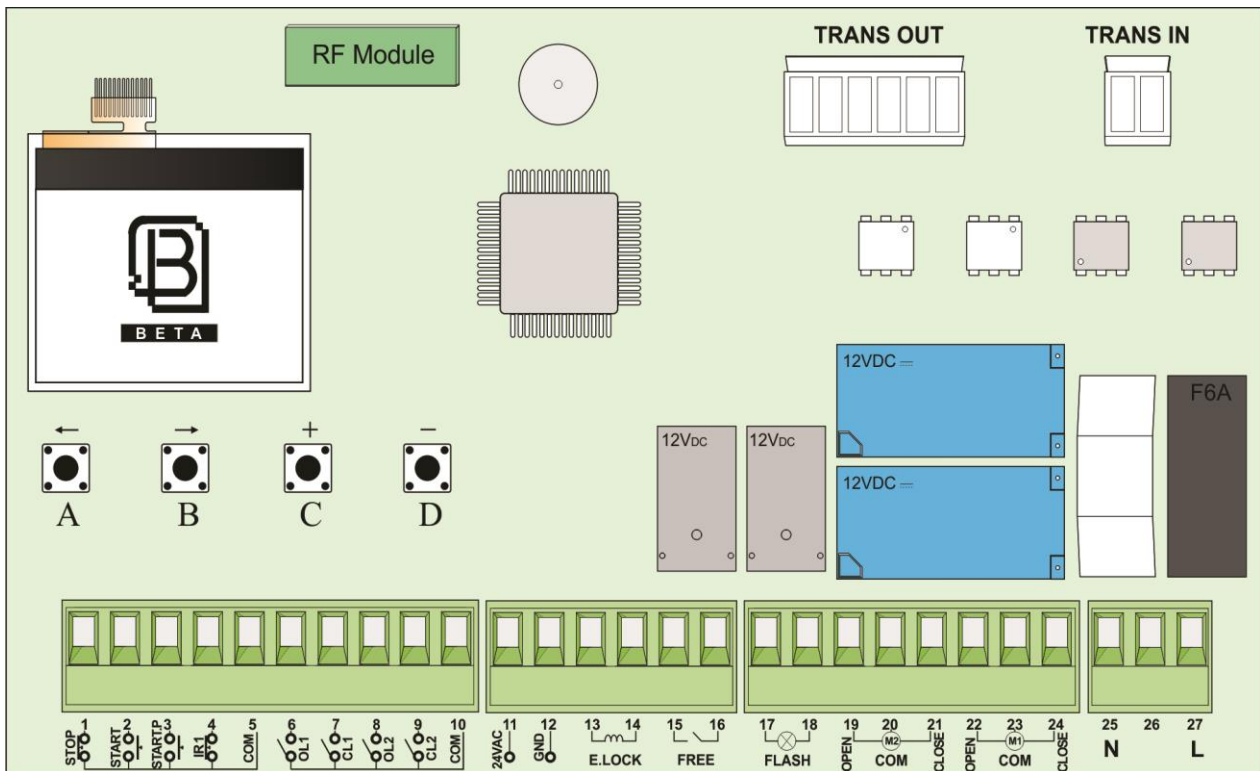 RF Module
TRANS OUT
TRANS IN
B
BETA
12VDC
F6A
← → + −
12VDC 12VDC
12VDC
A B C D
1 2 3 4 5 6 7 8 9 10 11 12 13 14 15 16 17 18 19 20 21 22 23 24 25 26 27
STOP START START.P IR1 COM OL1 CL1 OL2 CL2 COM 24VAC GND E.LOCK FREE FLASH OPEN M2 COM CLOSE OPEN M1 COM CLOSE N L